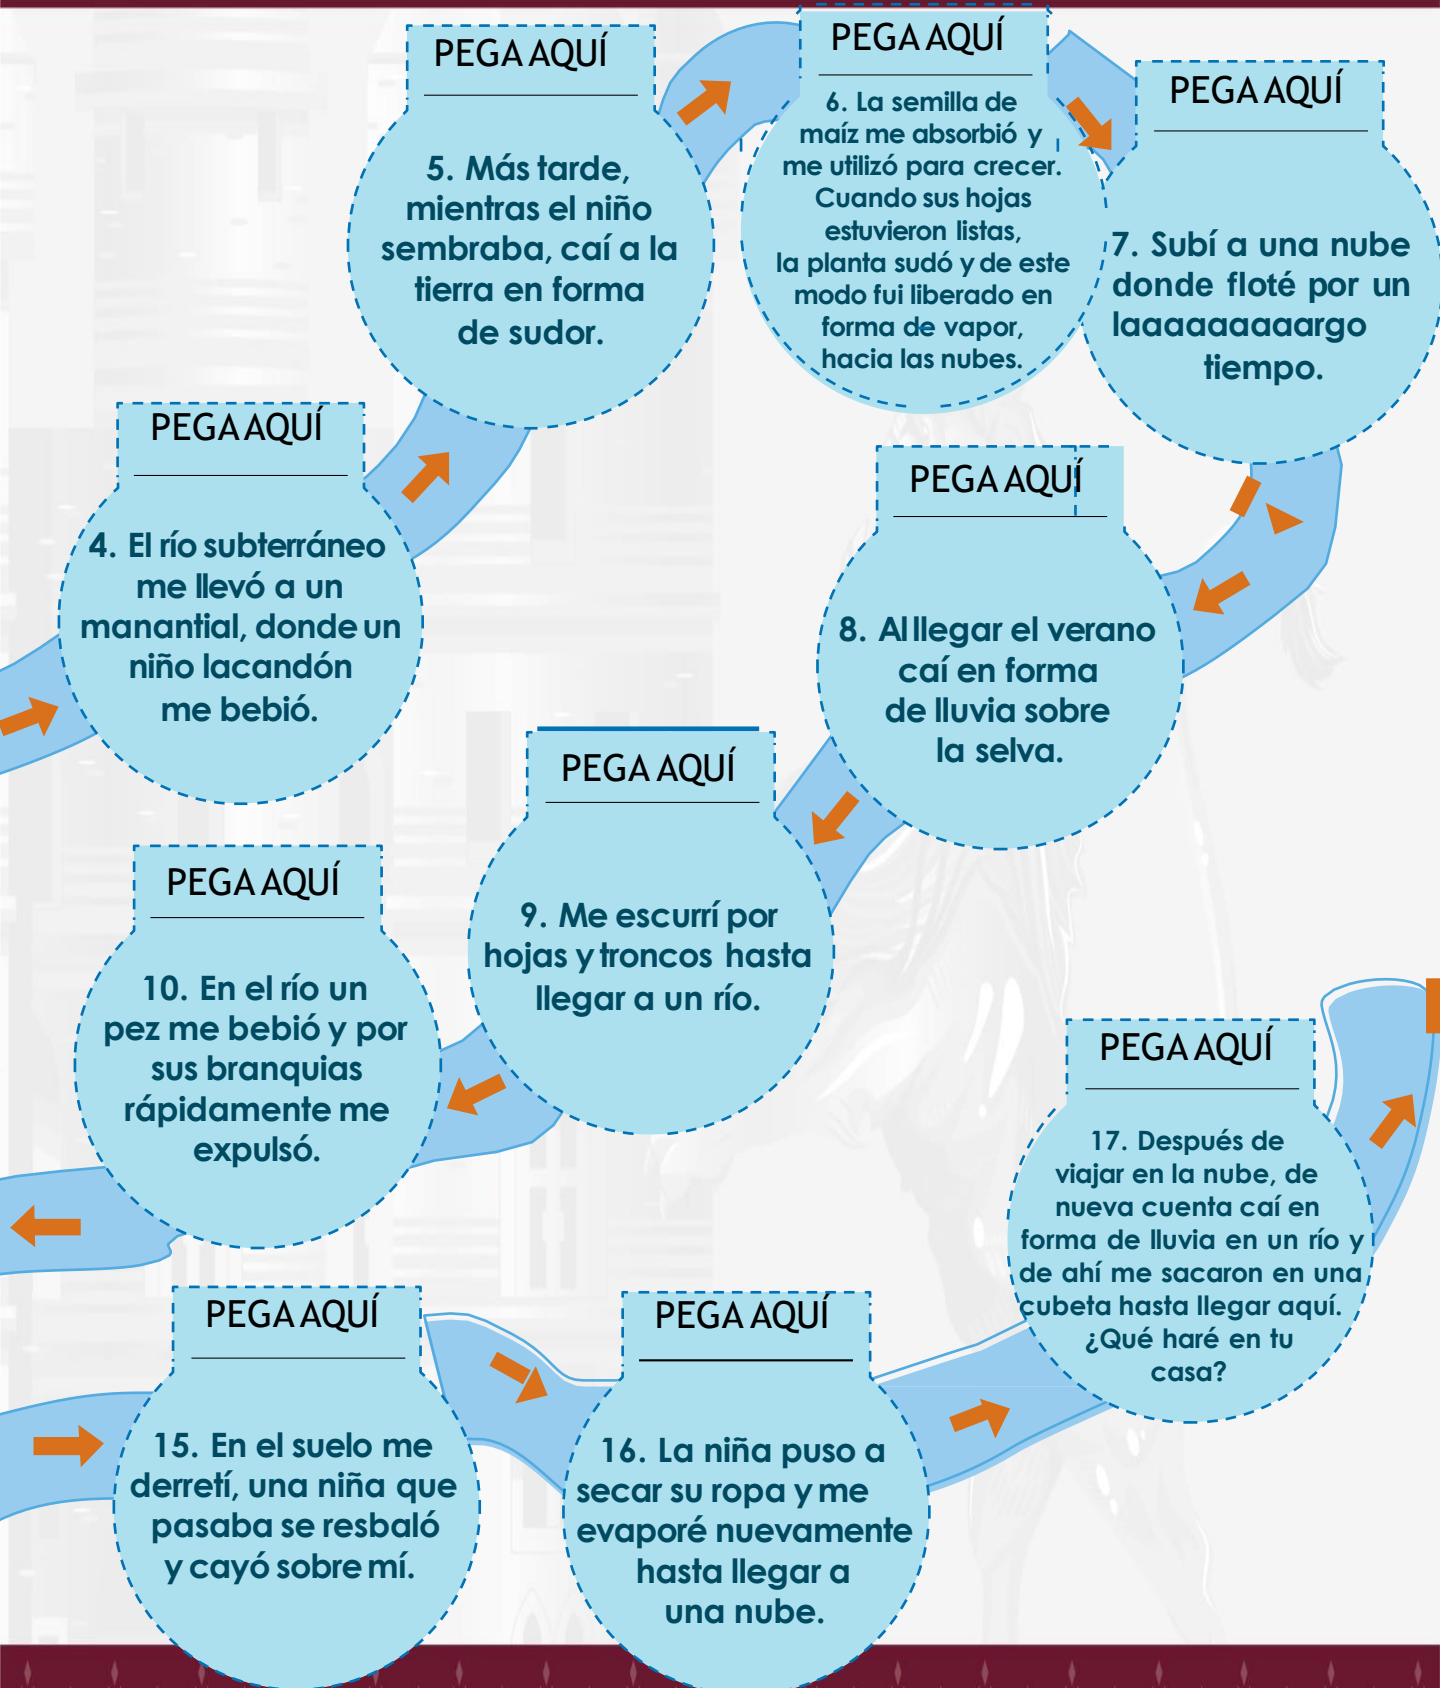 PEGA AQUÍ
4. El río subterráneo
me llevó a un
manantial, donde un
niño lacandón
me bebió.
PEGA AQUÍ
5. Más tarde,
mientras el niño
sembraba, caí a la
tierra en forma
de sudor.
PEGA AQUÍ
6. La semilla de
maíz me absorbió y
me utilizó para crecer.
Cuando sus hojas
estuvieron listas,
la planta sudó y de este
modo fui liberado en
forma de vapor,
hacia las nubes.
PEGA AQUÍ
7. Subí a una nube
donde floté por un
laaaaaaaaargo
tiempo.
PEGA AQUÍ
8. Al llegar el verano
caí en forma
de lluvia sobre
la selva.
PEGA AQUÍ
9. Me escurrí por
hojas y troncos hasta
llegar a un río.
PEGA AQUÍ
10. En el río un
pez me bebió y por
sus branquias
rápidamente me
expulsó.
PEGA AQUÍ
15. En el suelo me
derretí, una niña que
pasaba se resbaló
y cayó sobre mí.
PEGA AQUÍ
16. La niña puso a
secar su ropa y me
evaporé nuevamente
hasta llegar a
una nube.
PEGA AQUÍ
17. Después de
viajar en la nube, de
nueva cuenta caí en
forma de lluvia en un río y
de ahí me sacaron en una
cubeta hasta llegar aquí.
¿Qué haré en tu
casa?